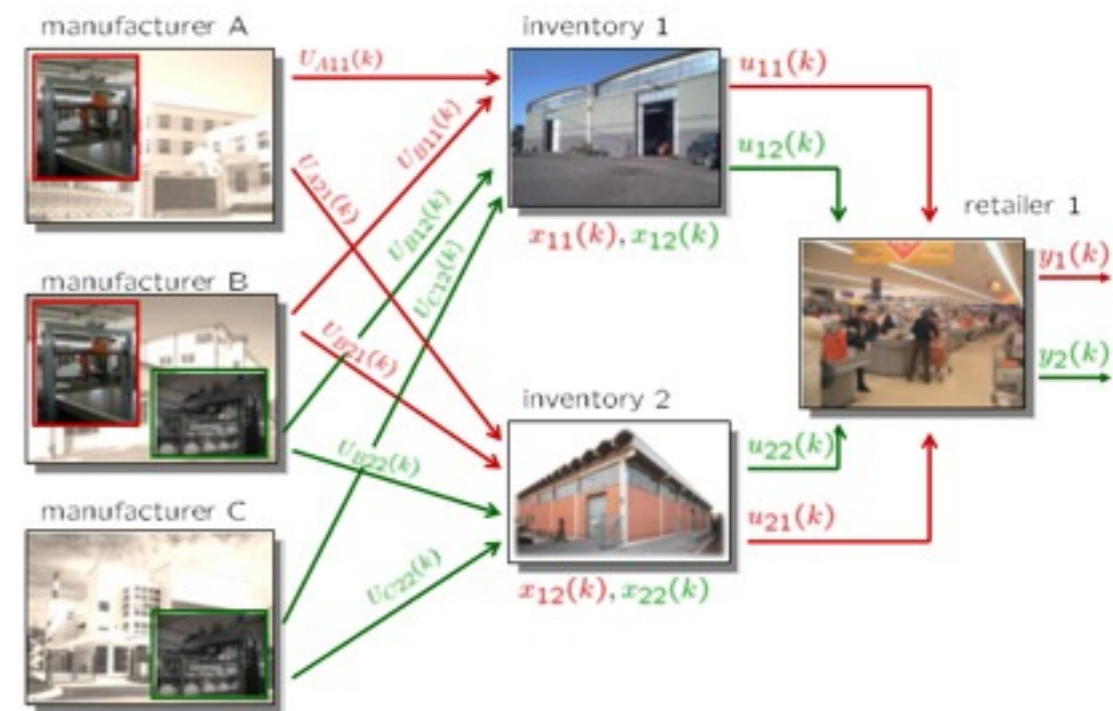 manufacturer A
inventory 1
U_{A11}(k)
u_{11}(k)
U_{B11}(k)
U_{A21}(k)
u_{12}(k)
U_{B12}(k)
U_{C12}(k)
x_{11}(k), x_{12}(k)
retailer 1
y_1(k)
y_2(k)
manufacturer B
U_{B21}(k)
inventory 2
u_{22}(k)
U_{B22}(k)
u_{21}(k)
manufacturer C
U_{C22}(k)
x_{12}(k), x_{22}(k)